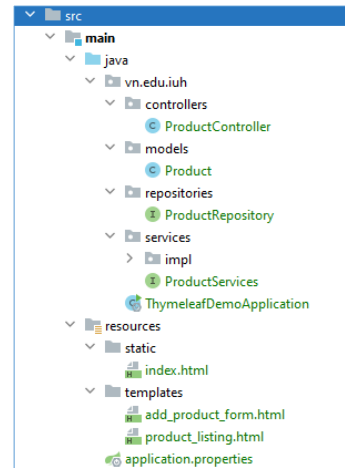 src
main
java
vn.edu.iuh
controllers
C ProductController
models
C Product
repositories
I ProductRepository
services
impl
I ProductServices
ThymeleafDemoApplication
resources
static
index.html
templates
add_product_form.html
product_listing.html
application.properties